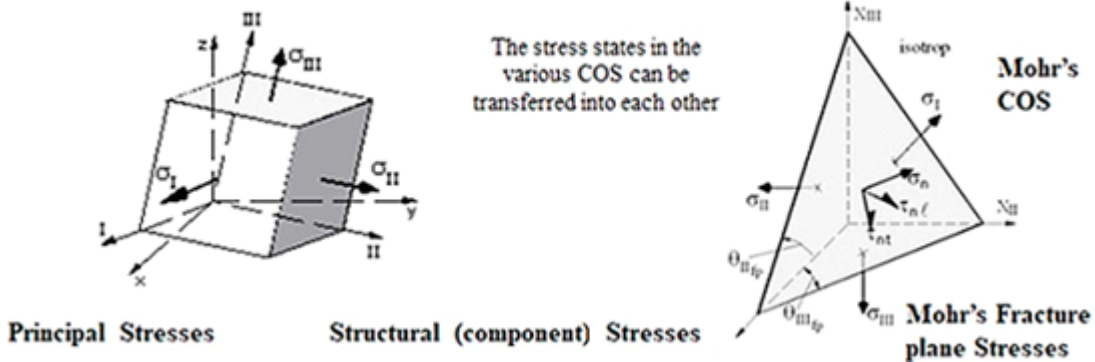 III
z
σIII
σI
σII
y
I
II
x
The stress states in the
various COS can be
transferred into each other
XIII
isotrop
Mohr's
COS
σI
σn
σII
τnℓ
τnt
XII
θIIfp
θIIIfp
σIII
Principal Stresses
Structural (component) Stresses
Mohr's Fracture
plane Stresses